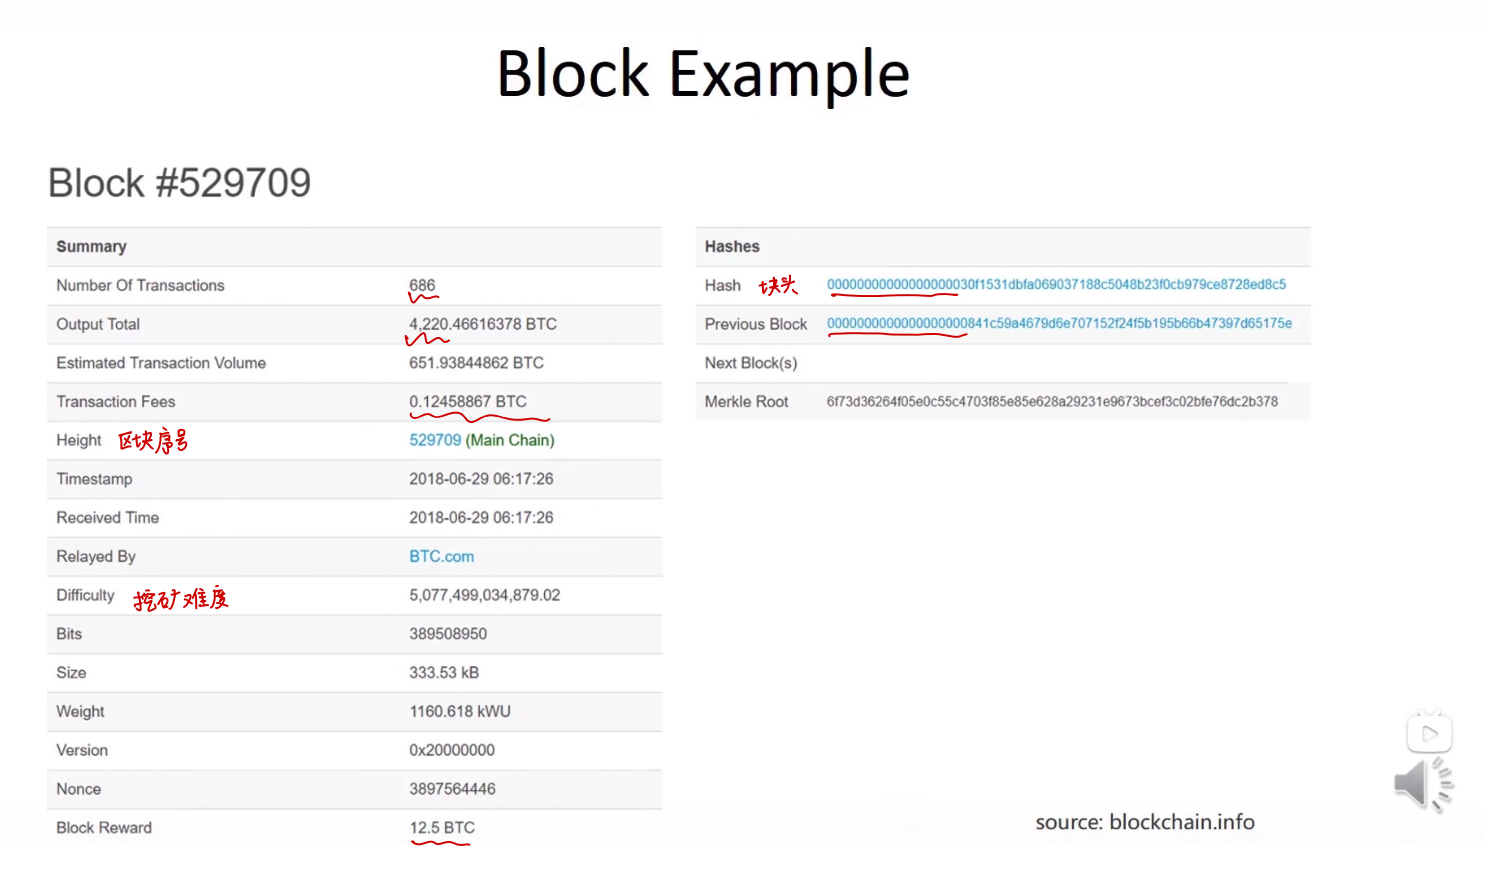 Block Example
Block #529709
Summary
Number Of Transactions 686
Output Total 4,220.46616378 BTC
Estimated Transaction Volume 651.93844862 BTC
Transaction Fees 0.12458867 BTC
Height 区块序号 529709 (Main Chain)
Timestamp 2018-06-29 06:17:26
Received Time 2018-06-29 06:17:26
Relayed By BTC.com
Difficulty 挖矿难度 5,077,499,034,879.02
Bits 389508950
Size 333.53 kB
Weight 1160.618 kWU
Version 0x20000000
Nonce 3897564446
Block Reward 12.5 BTC
Hashes
Hash 块头 00000000000000000030f1531dbfa069037188c5048b23f0cb979ce8728ed8c5
Previous Block 000000000000000000841c59a4679d6e707152f24f5b195b66b47397d65175e
Next Block(s)
Merkle Root 6f73d36264f05e0c55c4703f85e85e628a29231e9673bcef3c02bfe76dc2b378
source: blockchain.info